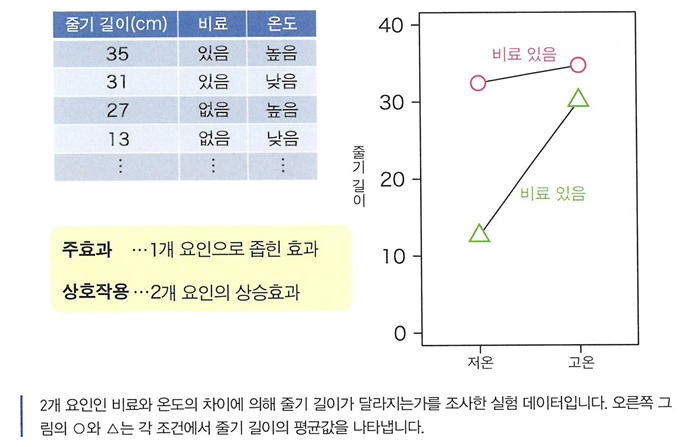 줄기 길이(cm) 비료 온도
35 있음 높음
31 있음 낮음
27 없음 높음
13 없음 낮음
⋮ ⋮ ⋮
주효과 …1개 요인으로 좁힌 효과
상호작용 …2개 요인의 상승효과
40
30
20
10
0
줄기 길이
비료 있음
비료 있음
저온 고온
2개 요인인 비료와 온도의 차이에 의해 줄기 길이가 달라지는가를 조사한 실험 데이터입니다. 오른쪽 그
림의 ○와 △는 각 조건에서 줄기 길이의 평균값을 나타냅니다.